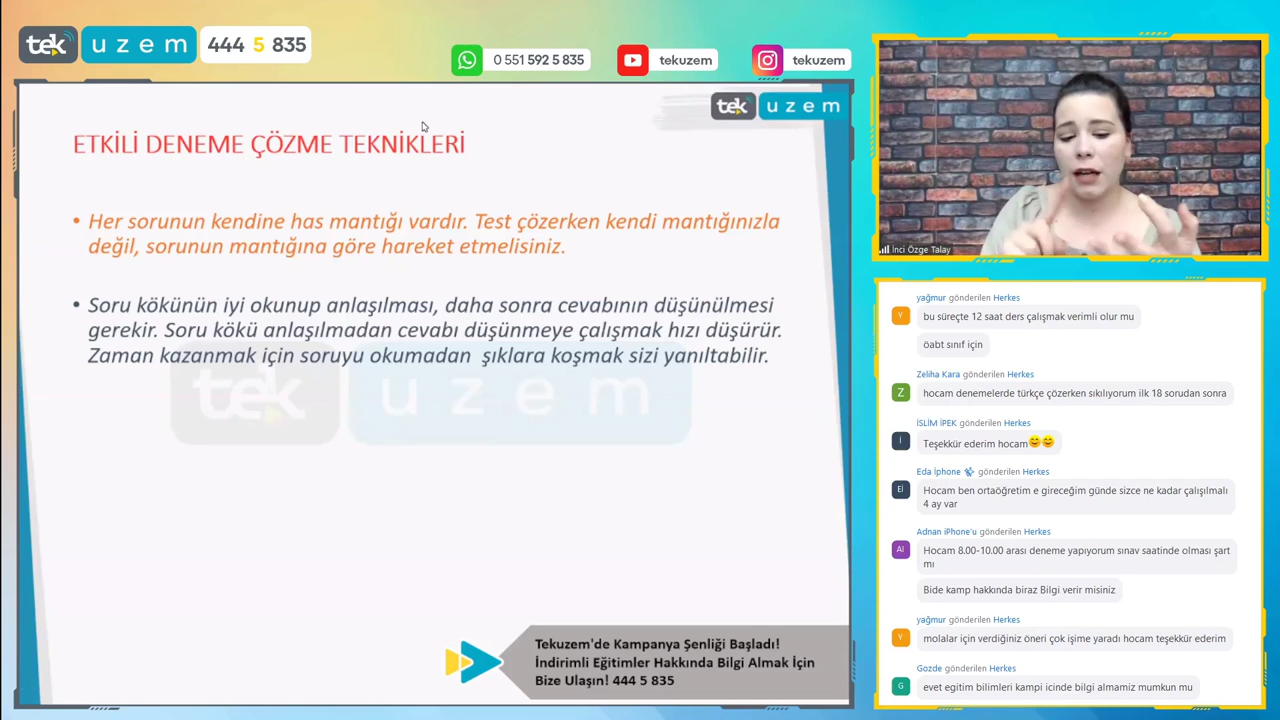 tek uzem 444 5 835
0 551 592 5 835 tekuzem tekuzem
tek uzem
ETKİLİ DENEME ÇÖZME TEKNİKLERİ
• Her sorunun kendine has mantığı vardır. Test çözerken kendi mantığınızla
değil, sorunun mantığına göre hareket etmelisiniz.
• Soru kökünün iyi okunup anlaşılması, daha sonra cevabının düşünülmesi
gerekir. Soru kökü anlaşılmadan cevabı düşünmeye çalışmak hızı düşürür.
Zaman kazanmak için soruyu okumadan şıklara koşmak sizi yanıltabilir.
tek uzem
Tekuzem'de Kampanya Şenliği Başladı!
İndirimli Eğitimler Hakkında Bilgi Almak İçin
Bize Ulaşın! 444 5 835
İnci Özge Talay
yağmur gönderilen Herkes
Y
bu süreçte 12 saat ders çalışmak verimli olur mu
öabt sınıf için
Zeliha Kara gönderilen Herkes
Z
hocam denemelerde türkçe çözerken sıkılıyorum ilk 18 sorudan sonra
İSLİM İPEK gönderilen Herkes
İ
Teşekkür ederim hocam😊😊
Eda İphone gönderilen Herkes
Eİ
Hocam ben ortaöğretim e gireceğim günde sizce ne kadar çalışılmalı
4 ay var
Adnan iPhone'u gönderilen Herkes
AI
Hocam 8.00-10.00 arası deneme yapıyorum sınav saatinde olması şart
mı
Bide kamp hakkında biraz Bilgi verir misiniz
yağmur gönderilen Herkes
Y
molalar için verdiğiniz öneri çok işime yaradı hocam teşekkür ederim
Gozde gönderilen Herkes
G
evet egitim bilimleri kampi icinde bilgi almamiz mumkun mu